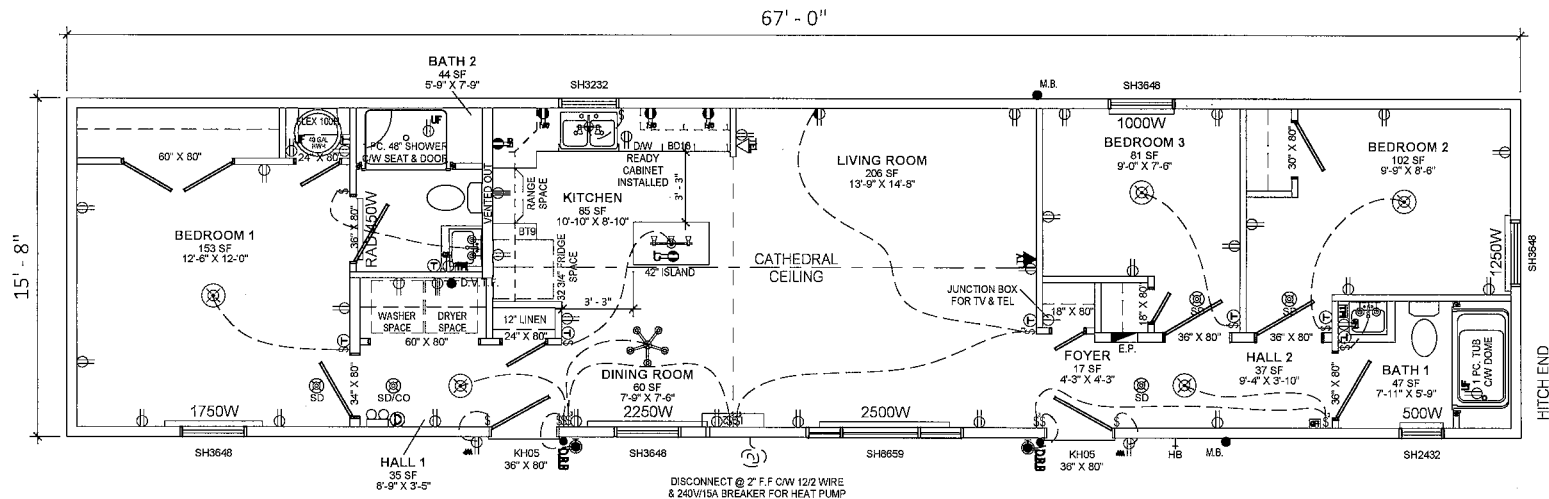 67' - 0"
15' - 8"
BATH 2
44 SF
5'-9" X 7'-9"
SH3232
M.B.
SH3648
60" X 80"
24" X 80"
PC. 48" SHOWER
C/W SEAT & DOOR
UF
VENTED OUT
D/W
BD18
READY
CABINET
INSTALLED
3' - 3"
RANGE
SPACE
KITCHEN
85 SF
10'-10" X 8'-10"
BT9
32 3/4" FRIDGE
SPACE
42" ISLAND
3' - 3"
LIVING ROOM
206 SF
13'-9" X 14'-8"
CATHEDRAL
CEILING
TV
JUNCTION BOX
FOR TV & TEL
1000W
BEDROOM 3
81 SF
9'-0" X 7'-6"
30" X 80"
BEDROOM 2
102 SF
9'-9" X 8'-6"
1250W
SH3648
BEDROOM 1
153 SF
12'-6" X 12'-0"
36" X 80"
RAD/450W
D.V.T.F.
WASHER
SPACE
DRYER
SPACE
60" X 80"
12" LINEN
24" X 80"
18" X 80"
18" X 80"
E.P.
SD
36" X 80"
SD
36" X 80"
FOYER
17 SF
4'-3" X 4'-3"
HALL 2
37 SF
9'-4" X 3'-10"
SD
36" X 80"
BATH 1
47 SF
7'-11" X 5'-9"
UF
1 PC. TUB
C/W DOME
500W
HITCH END
DINING ROOM
60 SF
7'-9" X 7'-6"
2250W
2500W
1750W
SD
34" X 80"
SD/CO
SH3648
HALL 1
35 SF
8'-9" X 3'-5"
KH05
36" X 80"
D.R.B
SH3648
SH8659
D.R.B
KH05
36" X 80"
HB
M.B.
SH2432
DISCONNECT @ 2" F.F C/W 12/2 WIRE
& 240V/15A BREAKER FOR HEAT PUMP